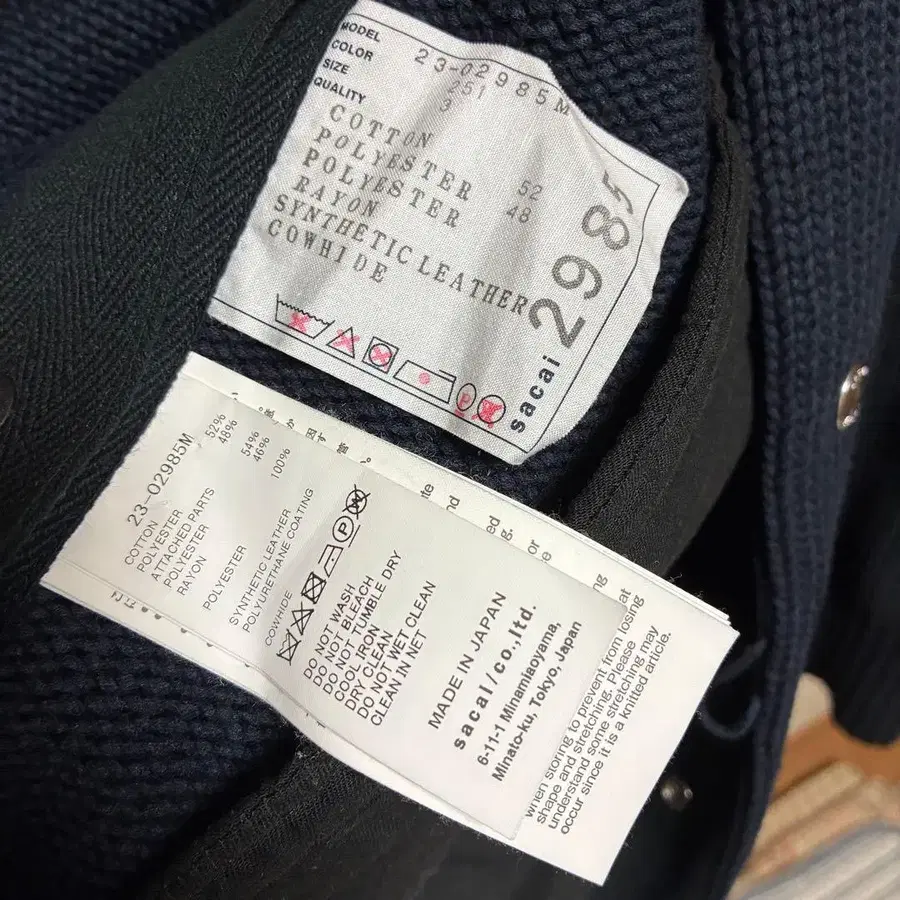 MODEL 23-02985M
COLOR 251
SIZE 3
QUALITY
COTTON 52
POLYESTER 48
POLYESTER
RAYON
SYNTHETIC LEATHER
COWHIDE
sacai 2985
23-02985M
COTTON 52%
POLYESTER 48%
ATTACHED PARTS
POLYESTER 54%
RAYON 46%
POLYESTER 100%
SYNTHETIC LEATHER
POLYURETHANE COATING
COWHIDE
DO NOT WASH
DO NOT BLEACH
DO NOT TUMBLE DRY
COOL IRON
DRY CLEAN
DO NOT WET CLEAN
CLEAN IN NET
MADE IN JAPAN
sacai/co.,ltd.
6-11-1 Minamiaoyama,
Minato-ku, Tokyo, Japan
when storing to prevent from losing
shape and stretching. Please
understand some stretching may
occur since it is a knitted article.
at